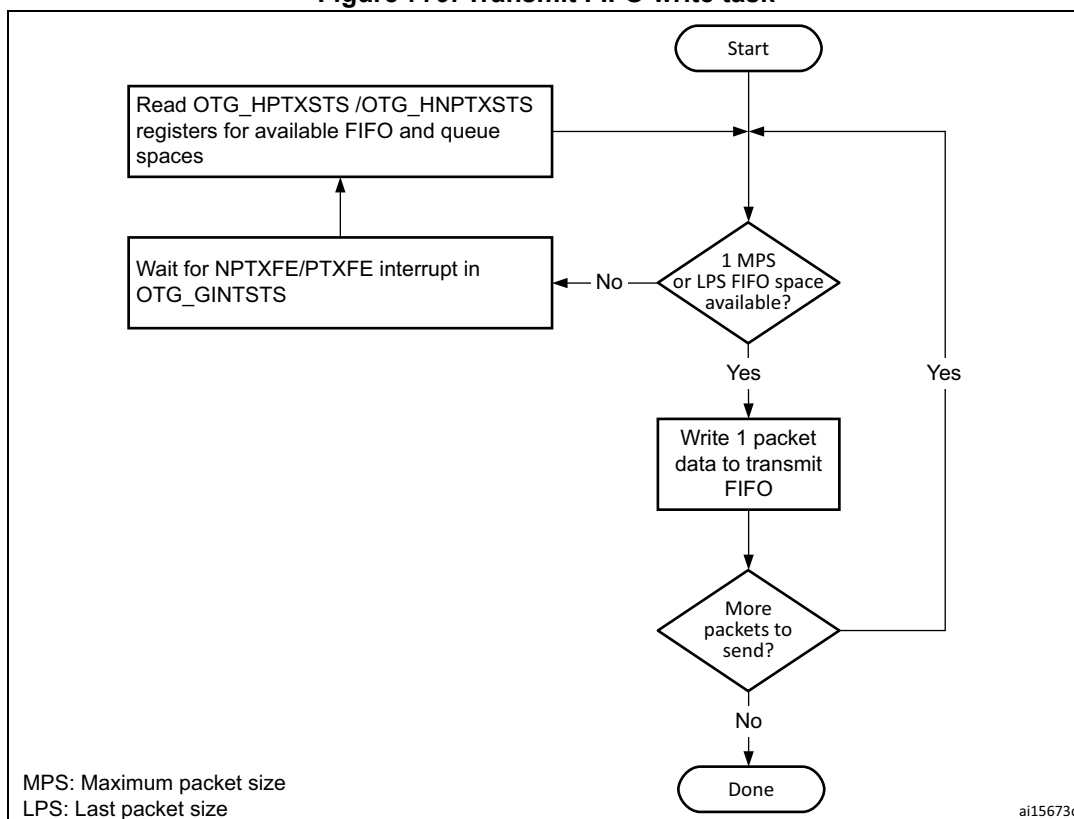 Start
Read OTG_HPTXSTS /OTG_HNPTXSTS
registers for available FIFO and queue
spaces
1 MPS
or LPS FIFO space
available?
Wait for NPTXFE/PTXFE interrupt in
OTG_GINTSTS
No
Yes
Yes
Write 1 packet
data to transmit
FIFO
More
packets to
send?
No
Done
MPS: Maximum packet size
LPS: Last packet size